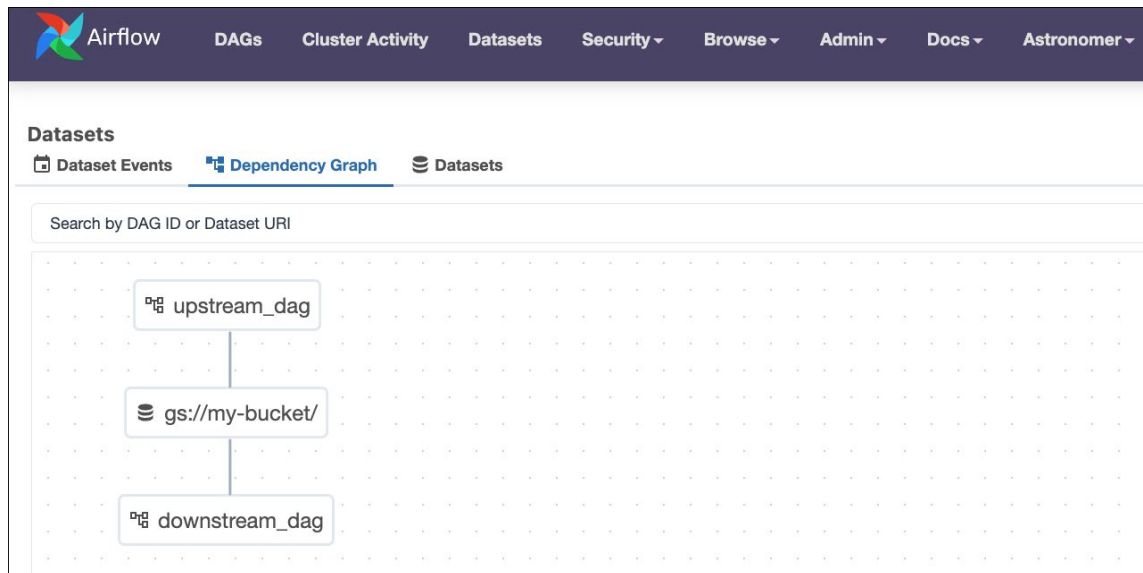 Airflow DAGs Cluster Activity Datasets Security Browse Admin Docs Astronomer
Datasets
Dataset Events Dependency Graph Datasets
Search by DAG ID or Dataset URI
upstream_dag
gs://my-bucket/
downstream_dag